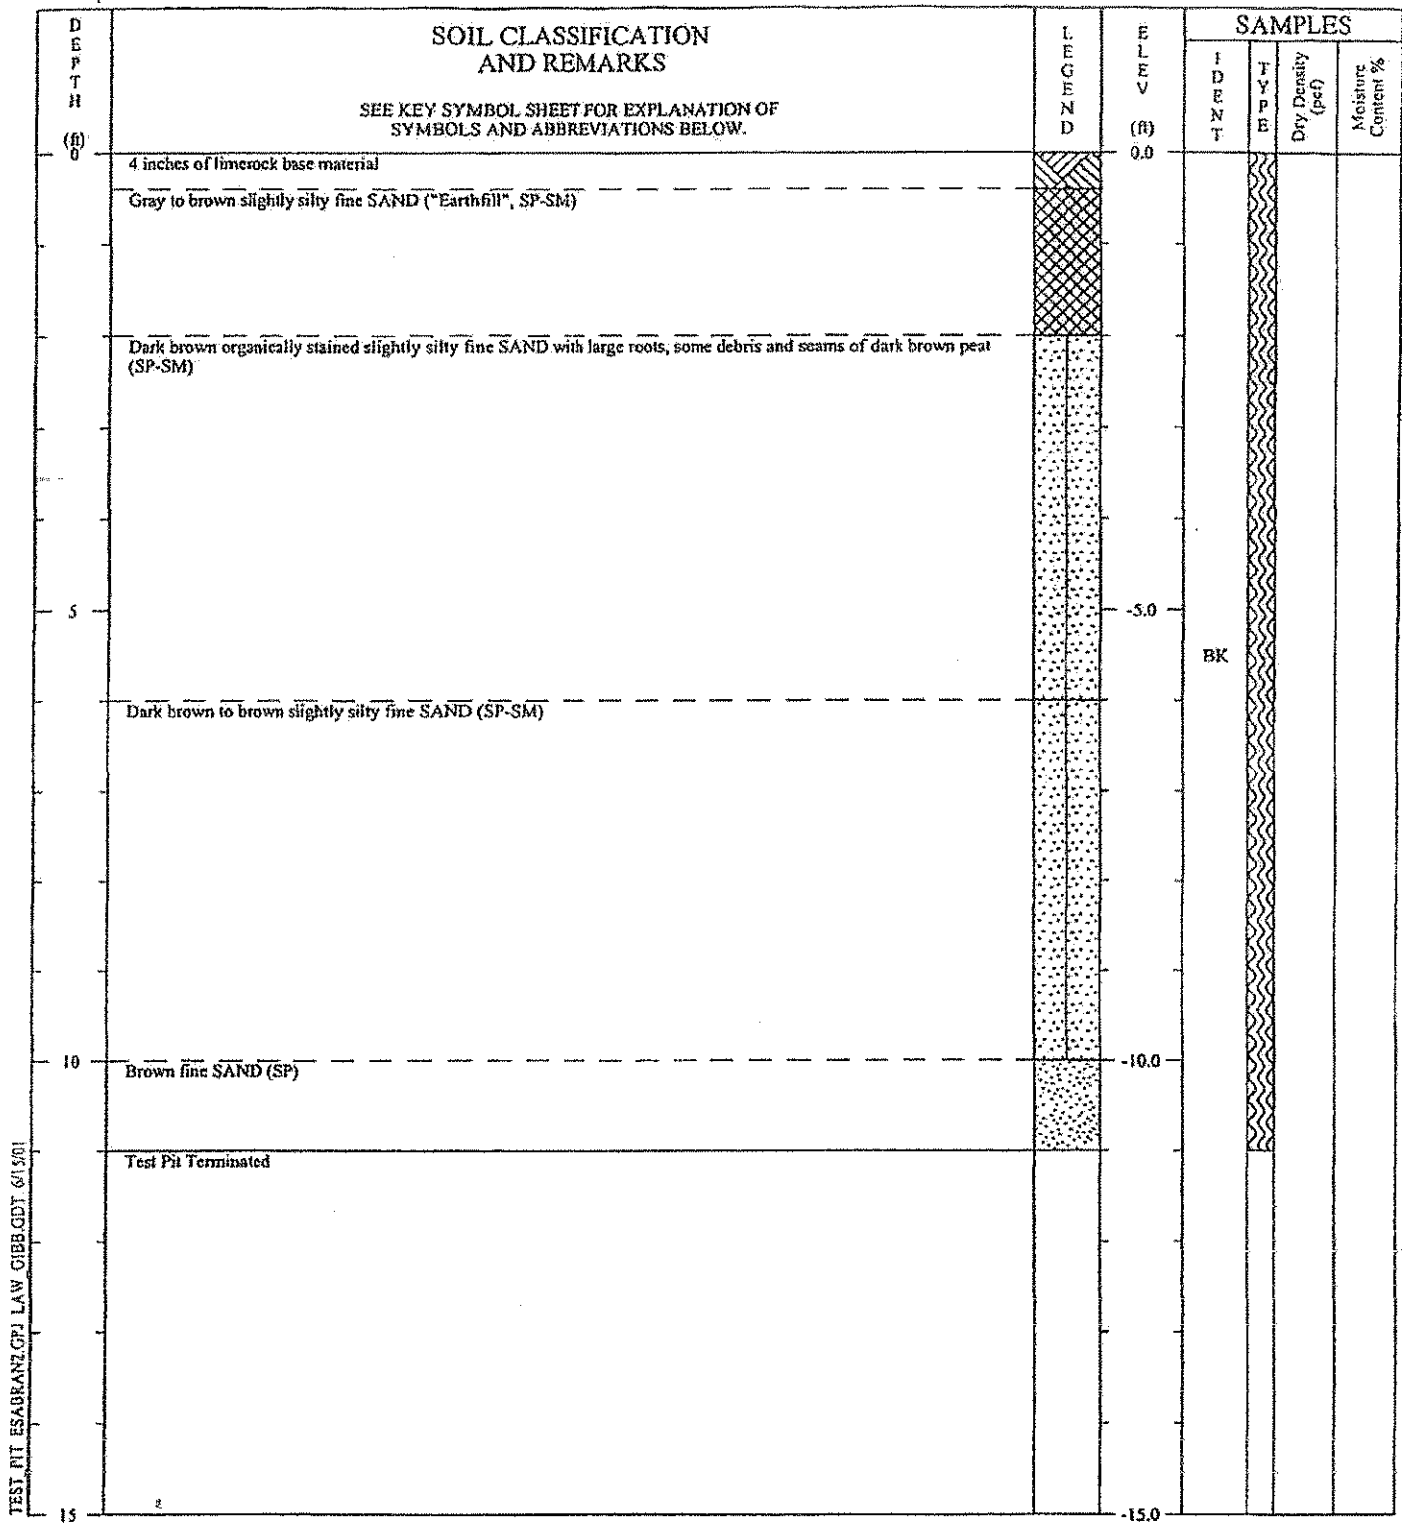 DEPTH (ft)
SOIL CLASSIFICATION
AND REMARKS
SEE KEY SYMBOL SHEET FOR EXPLANATION OF
SYMBOLS AND ABBREVIATIONS BELOW.
LEGEND
ELEV (ft)
SAMPLES
IDENT
TYPE
Dry Density
(pcf)
Moisture
Content %
0
4 inches of limerock base material
0.0
Gray to brown slightly silty fine SAND ("Earthfill", SP-SM)
Dark brown organically stained slightly silty fine SAND with large roots, some debris and seams of dark brown peat
(SP-SM)
5
-5.0
BK
Dark brown to brown slightly silty fine SAND (SP-SM)
10
-10.0
Brown fine SAND (SP)
Test Pit Terminated
15
-15.0
TEST_PIT ESABRANZ.GPJ LAW_GIBB.GDT 6/15/01